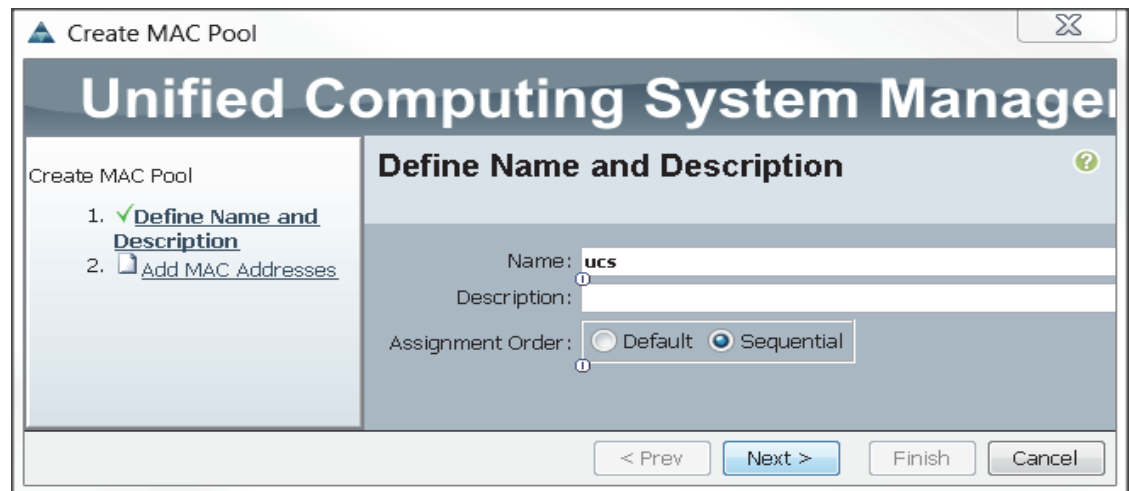 Create MAC Pool
Unified Computing System Manager
Create MAC Pool
1. Define Name and
Description
2. Add MAC Addresses
Define Name and Description
Name: ucs
Description:
Assignment Order: Default Sequential
< Prev Next > Finish Cancel